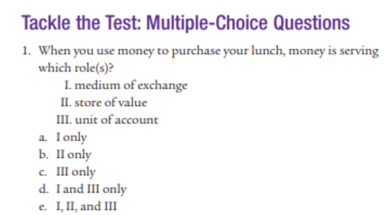 Tackle the Test: Multiple-Choice Questions
1. When you use money to purchase your lunch, money is serving
which role(s)?
I. medium of exchange
II. store of value
III. unit of account
a. I only
b. II only
c. III only
d. I and III only
e. I, II, and III